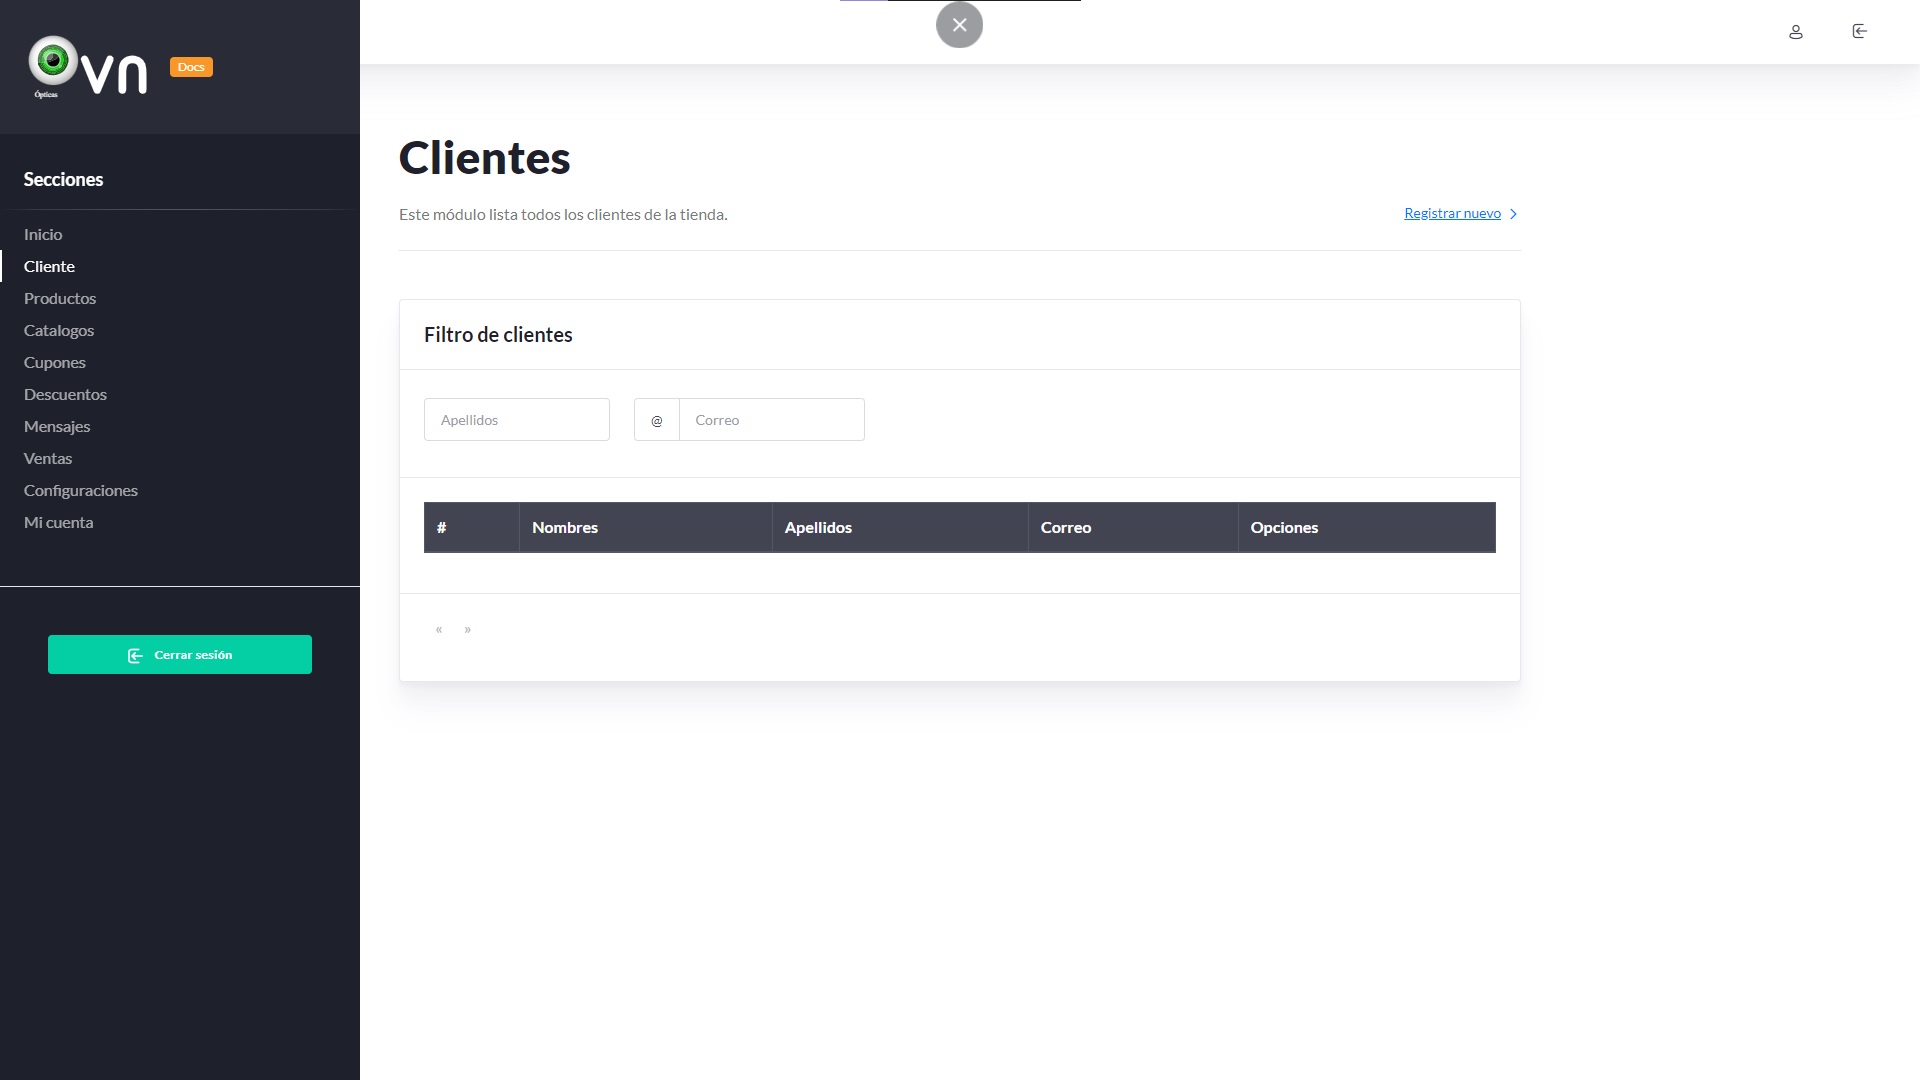 vn
Ópticas
Docs
Secciones
Inicio
Cliente
Productos
Catalogos
Cupones
Descuentos
Mensajes
Ventas
Configuraciones
Mi cuenta
Cerrar sesión
Clientes
Este módulo lista todos los clientes de la tienda.
Registrar nuevo
Filtro de clientes
Apellidos @ Correo
# Nombres Apellidos Correo Opciones
« »